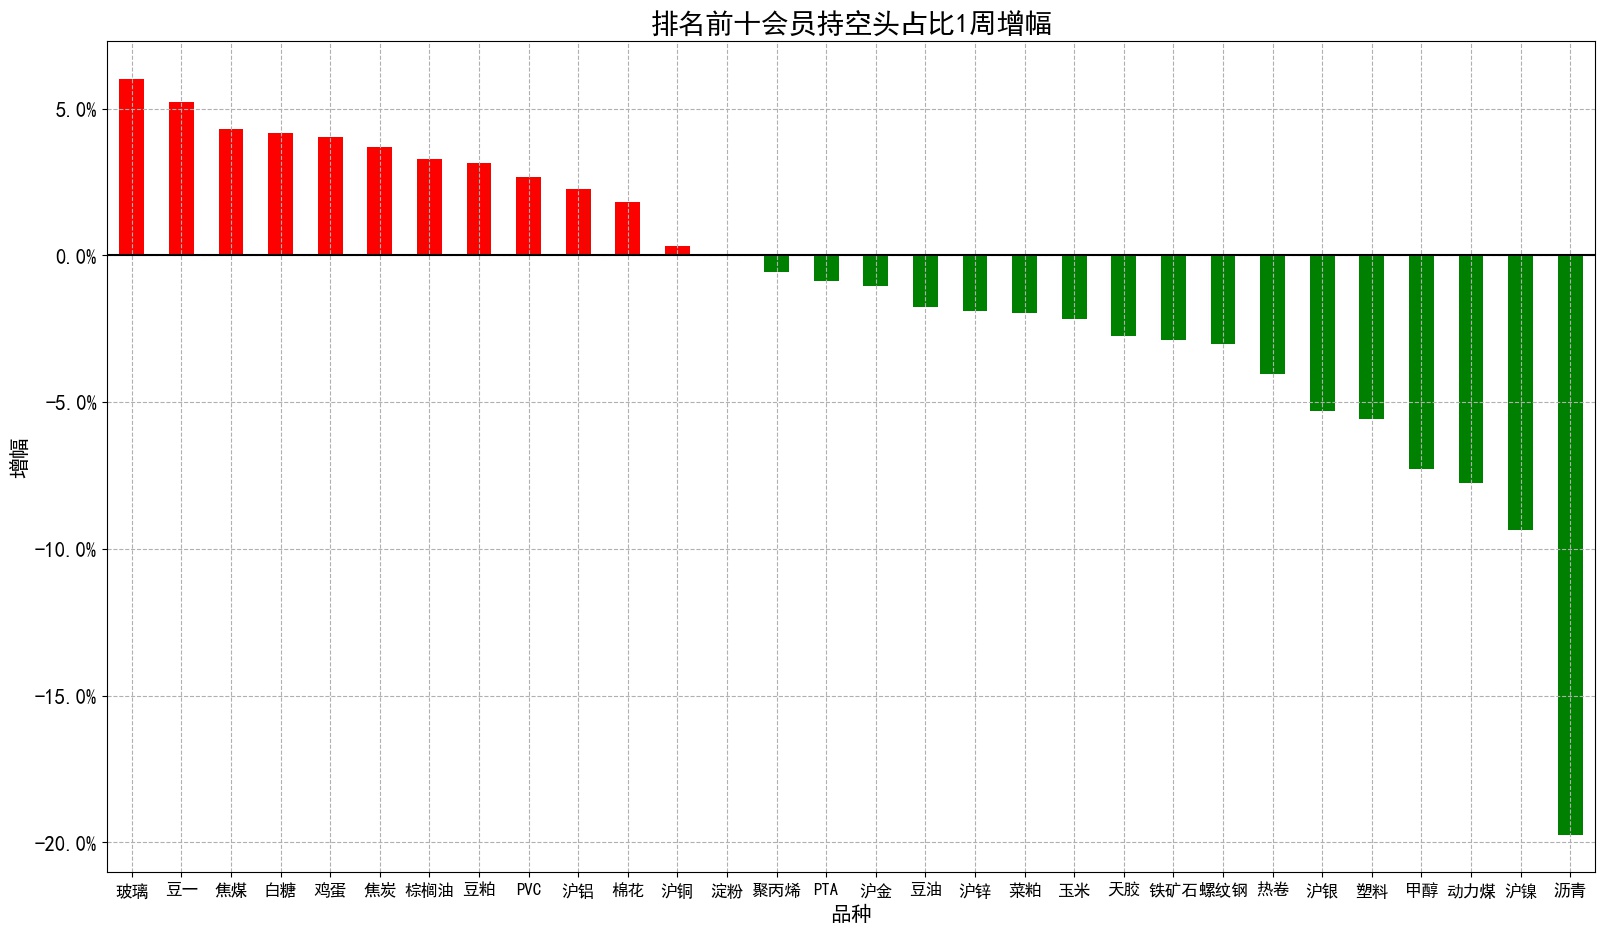 排名前十会员持空头占比1周增幅
5.0%
0.0%
−5.0%
−10.0%
−15.0%
−20.0%
增幅
玻璃 豆一 焦煤 白糖 鸡蛋 焦炭 棕榈油 豆粕 PVC 沪铝 棉花 沪铜 淀粉 聚丙烯 PTA 沪金 豆油 沪锌 菜粕 玉米 天胶 铁矿石 螺纹钢 热卷 沪银 塑料 甲醇 动力煤 沪镍 沥青
品种